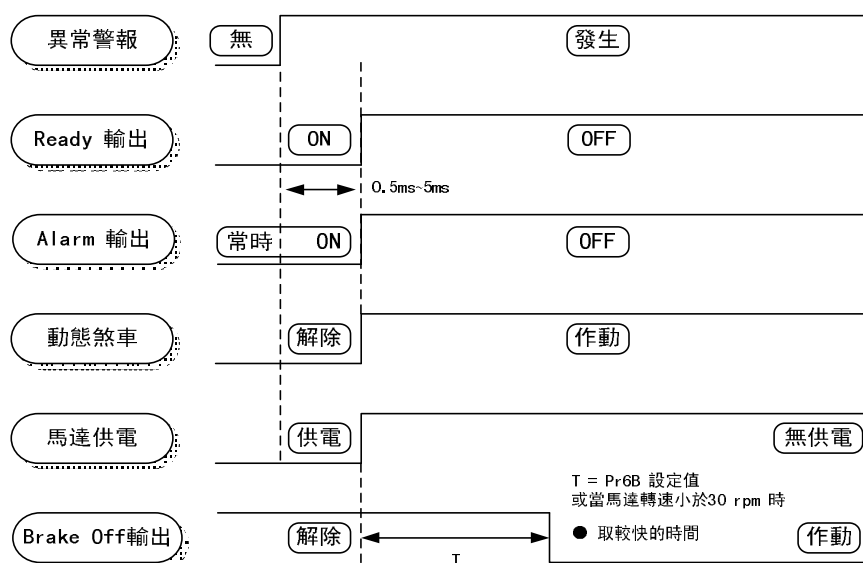 異常警報 無 發生
Ready 輸出 ON OFF
0.5ms~5ms
Alarm 輸出 常時 ON OFF
動態煞車 解除 作動
馬達供電 供電 無供電
T = Pr6B 設定值
或當馬達轉速小於30 rpm 時
● 取較快的時間
Brake Off輸出 解除 作動
T